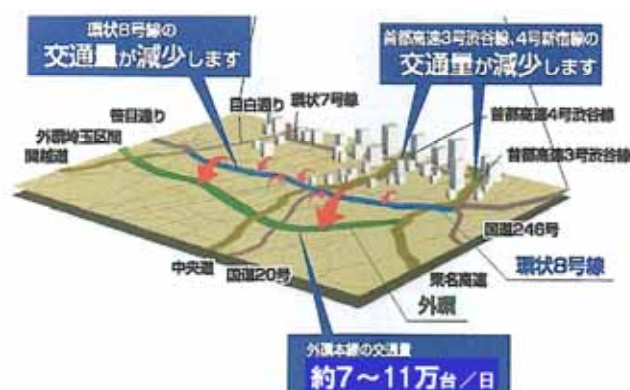 環状8号線の
交通量が減少します
首都高速3号渋谷線、4号新宿線の
交通量が減少します
目白通り
環状7号線
笹目通り
外環埼玉区間
関越道
首都高速4号渋谷線
首都高速3号渋谷線
国道246号
環状8号線
東名高速
外環
中央道
国道20号
外環本線の交通量
約7～11万台／日